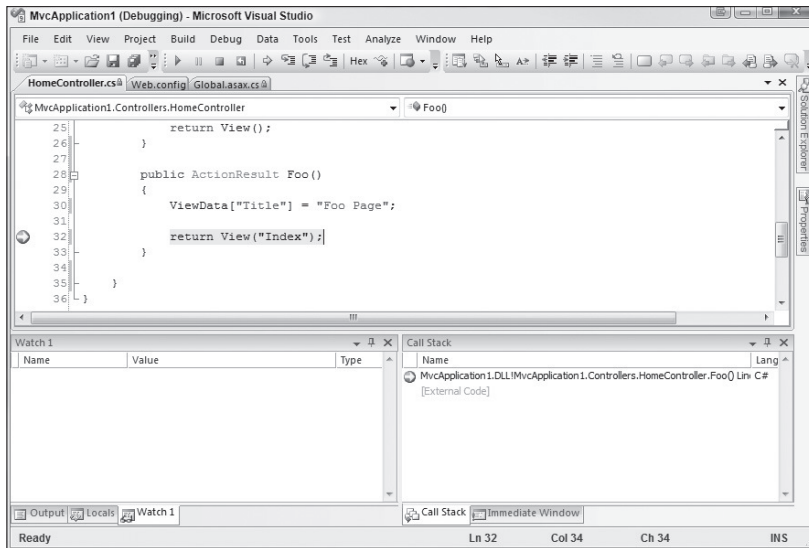 MvcApplication1 (Debugging) - Microsoft Visual Studio
File Edit View Project Build Debug Data Tools Test Analyze Window Help
Hex
HomeController.cs Web.config Global.asax.cs
MvcApplication1.Controllers.HomeController Foo()
25 return View();
26 }
27
28 public ActionResult Foo()
29 {
30 ViewData["Title"] = "Foo Page";
31
32 return View("Index");
33 }
34
35 }
36 }
Solution Explorer
Properties
Watch 1
Name Value Type
Call Stack
Name Lang
MvcApplication1.DLL!MvcApplication1.Controllers.HomeController.Foo() Line C#
[External Code]
Output Locals Watch 1
Call Stack Immediate Window
Ready Ln 32 Col 34 Ch 34 INS